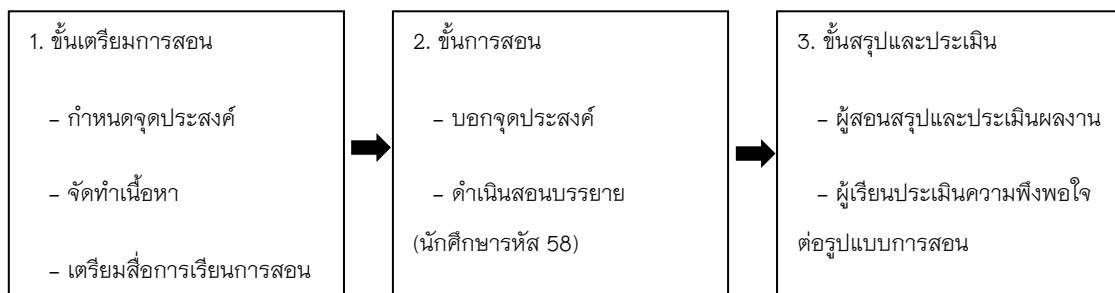 1. ขั้นเตรียมการสอน
– กำหนดจุดประสงค์
– จัดทำเนื้อหา
– เตรียมสื่อการเรียนการสอน
2. ขั้นการสอน
– บอกจุดประสงค์
– ดำเนินสอนบรรยาย
(นักศึกษารหัส 58)
3. ขั้นสรุปและประเมิน
– ผู้สอนสรุปและประเมินผลงาน
– ผู้เรียนประเมินความพึงพอใจ
ต่อรูปแบบการสอน